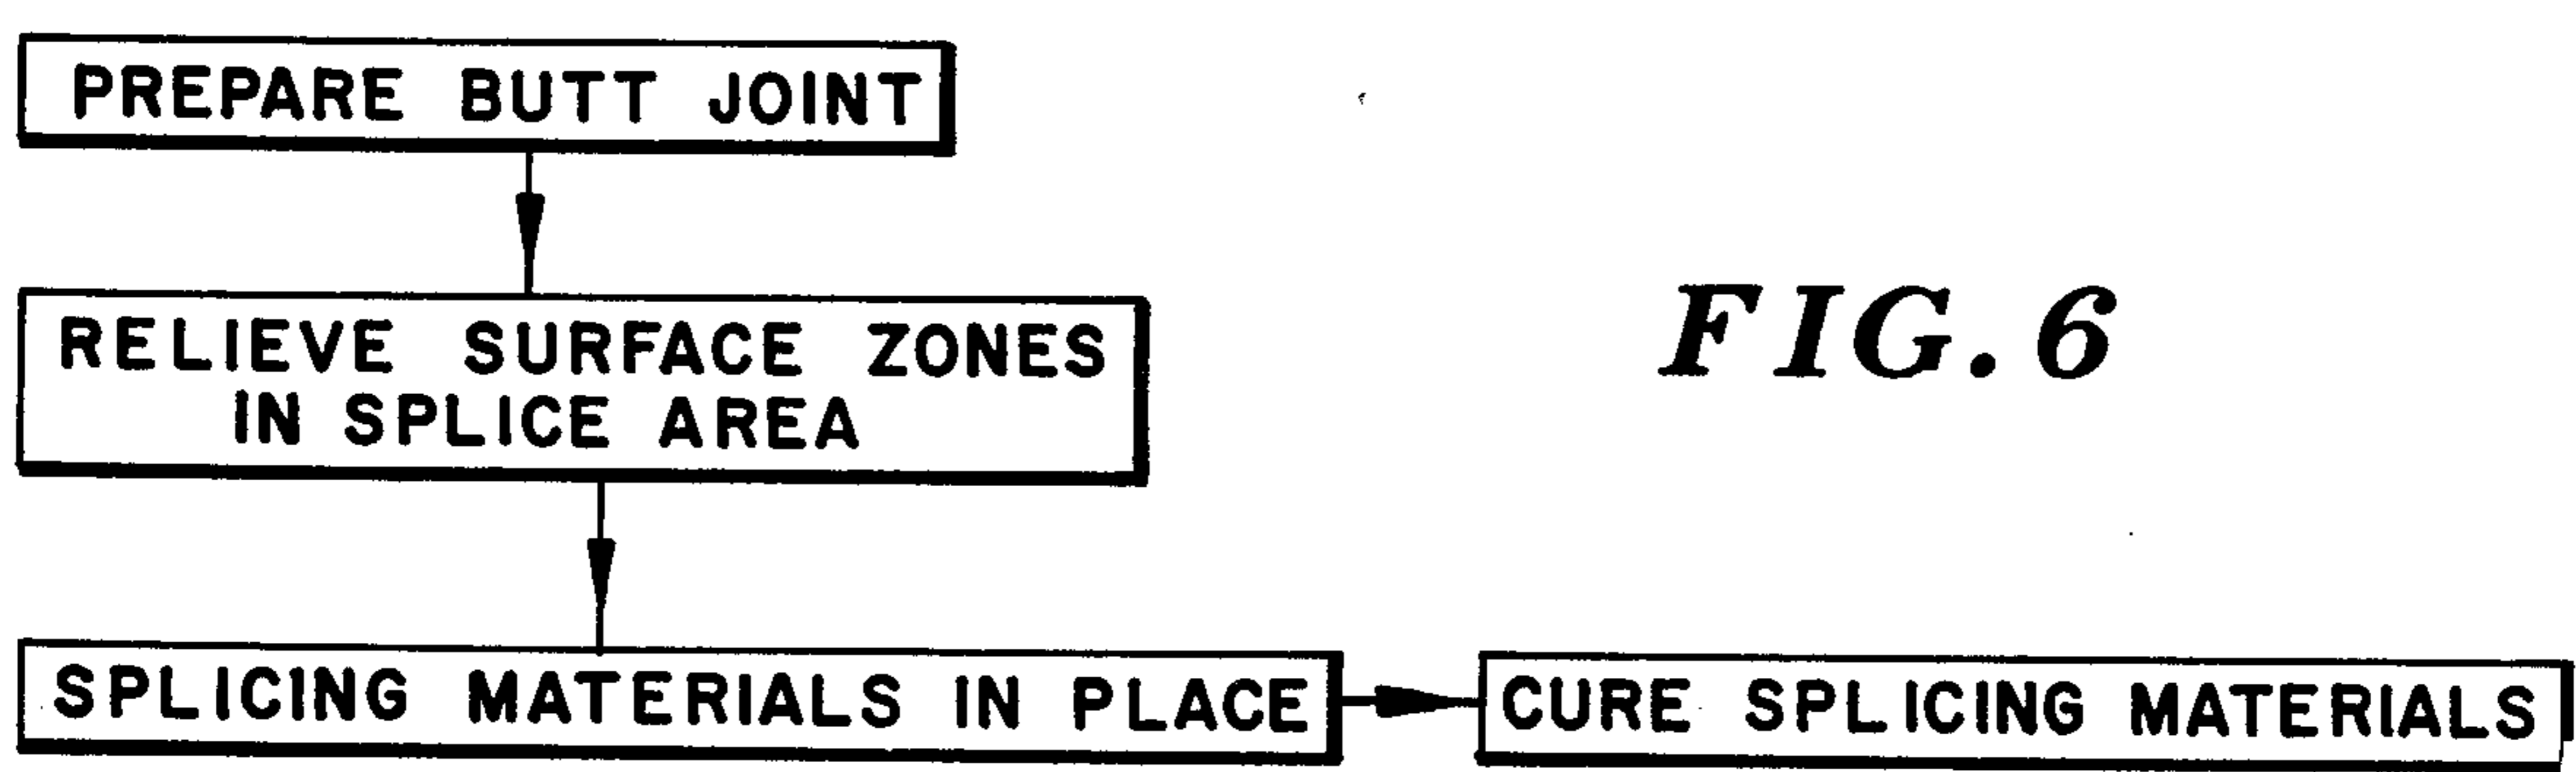 PREPARE BUTT JOINT
RELIEVE SURFACE ZONES
IN SPLICE AREA
FIG. 6
SPLICING MATERIALS IN PLACE
CURE SPLICING MATERIALS